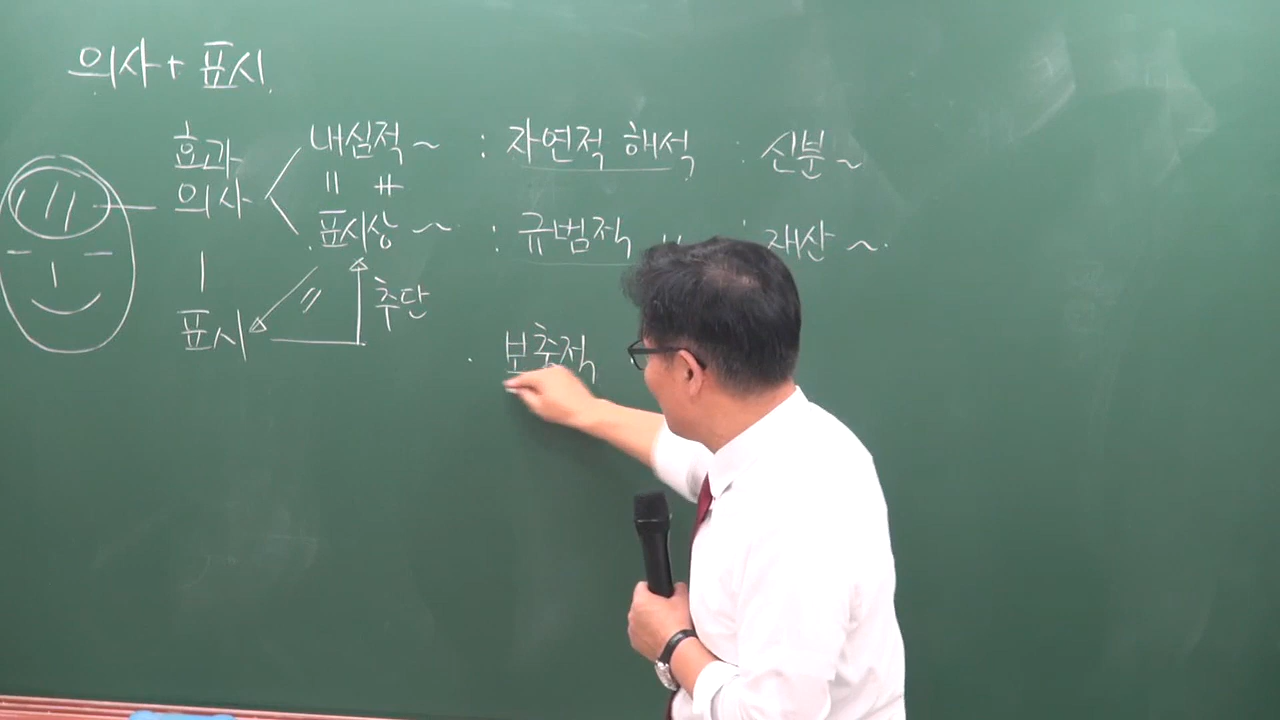 의사 + 표시
효과의사
내심적 ~ : 자연적 해석 : 신분 ~
〃 ≠
표시상 ~ : 규범적 〃 : 재산 ~
표시
추단
보충적